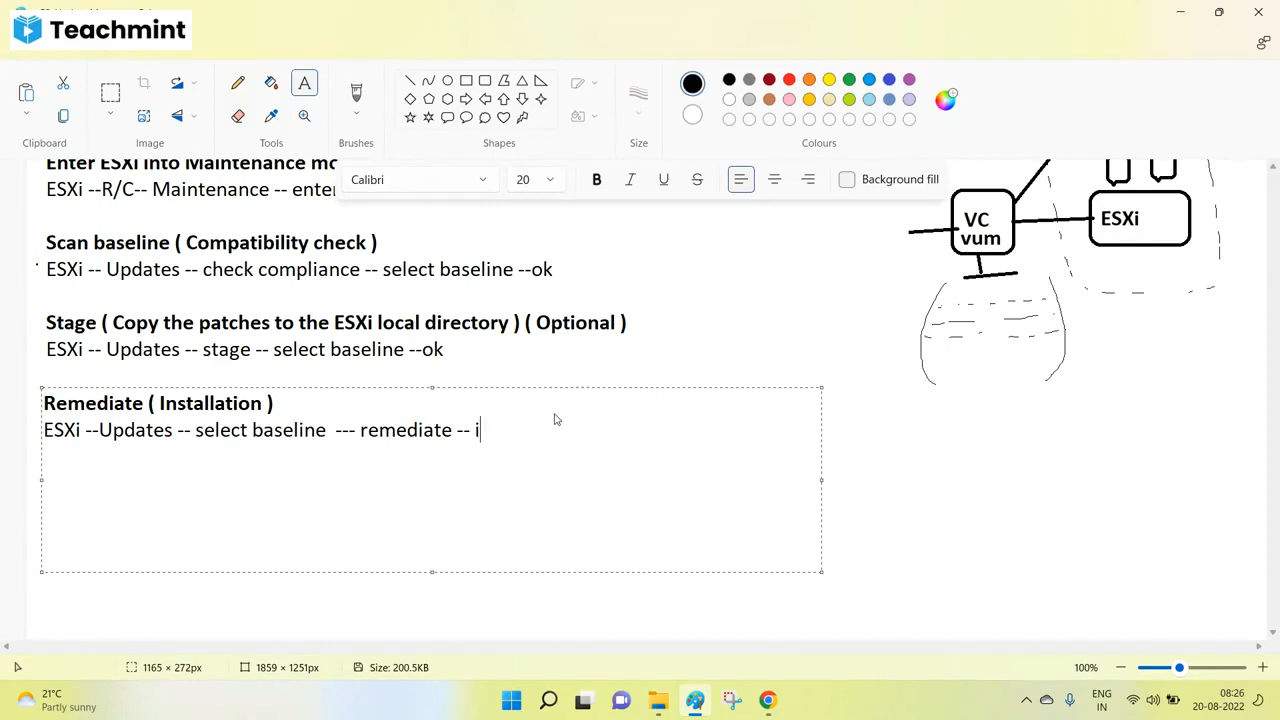 Teachmint
Clipboard
Image
Tools
Brushes
Shapes
Size
Colours
Calibri
20
B I U S
Background fill
Enter ESXi into Maintenance mo
ESXi --R/C-- Maintenance -- enter
Scan baseline ( Compatibility check )
ESXi -- Updates -- check compliance -- select baseline --ok
Stage ( Copy the patches to the ESXi local directory ) ( Optional )
ESXi -- Updates -- stage -- select baseline --ok
Remediate ( Installation )
ESXi --Updates -- select baseline  --- remediate -- i
VC
vum
ESXi
1165 × 272px
1859 × 1251px
Size: 200.5KB
100%
21°C
Partly sunny
ENG
IN
08:26
20-08-2022